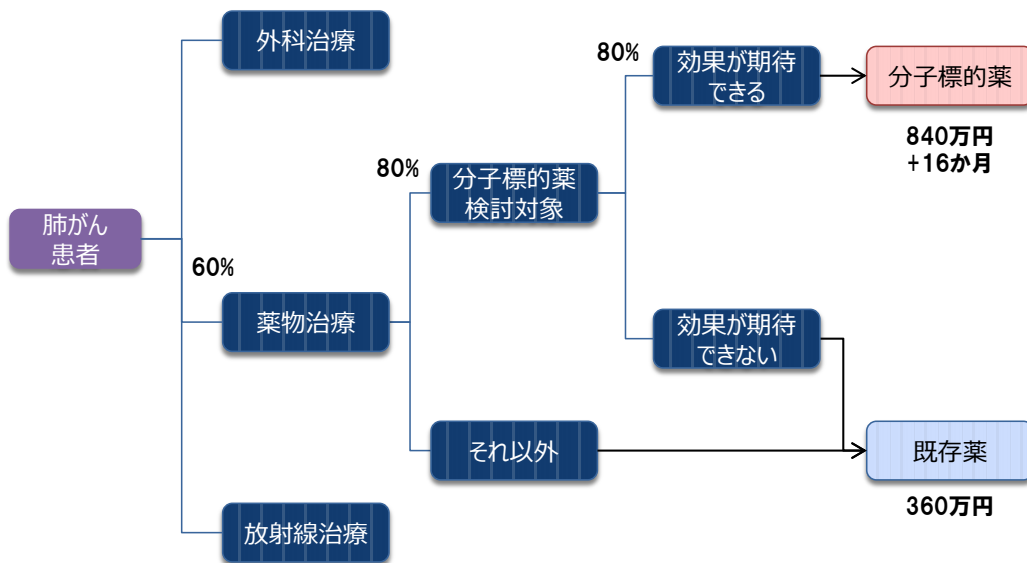 外科治療
80%
効果が期待
できる
分子標的薬
840万円
+16か月
80%
分子標的薬
検討対象
肺がん
患者
60%
薬物治療
効果が期待
できない
それ以外
既存薬
360万円
放射線治療